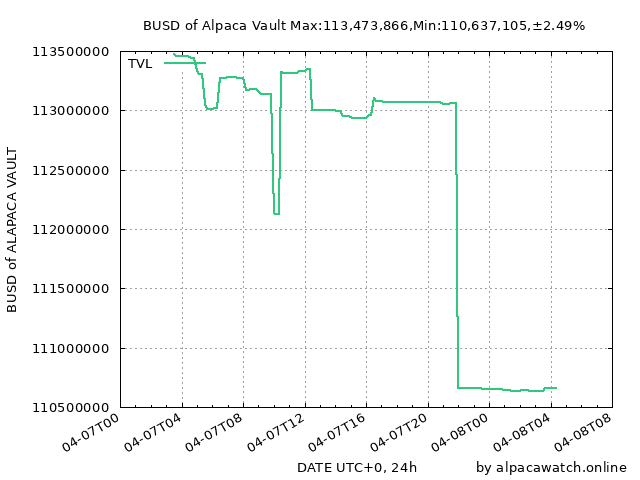 BUSD of Alpaca Vault Max:113,473,866,Min:110,637,105,±2.49%
TVL
113500000
113000000
112500000
112000000
111500000
111000000
110500000
BUSD of ALAPACA VAULT
04-07T00
04-07T04
04-07T08
04-07T12
04-07T16
04-07T20
04-08T00
04-08T04
04-08T08
DATE UTC+0, 24h
by alpacawatch.online